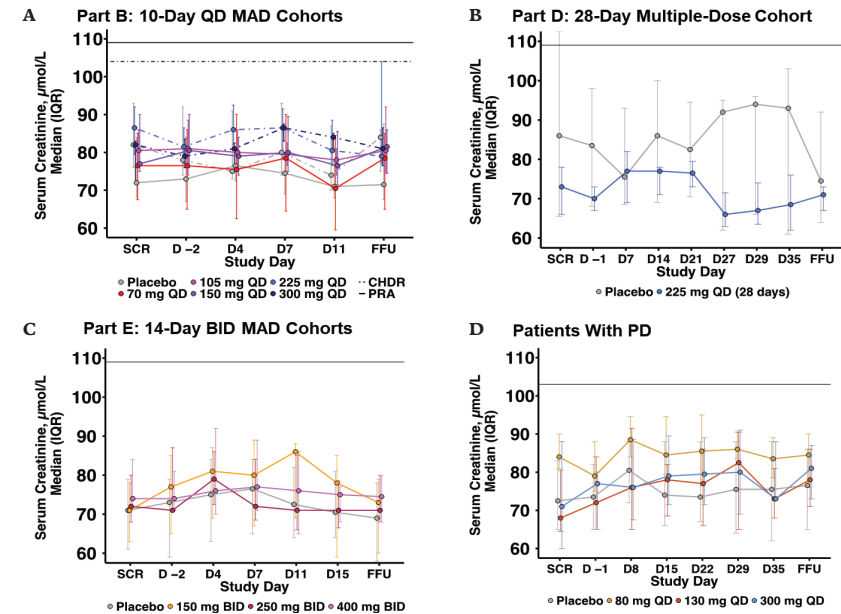 A Part B: 10-Day QD MAD Cohorts
Serum Creatinine, µmol/L
Median (IQR)
110
100
90
80
70
60
SCR D –2 D4 D7 D11 FFU
Study Day
Placebo 105 mg QD 225 mg QD CHDR
70 mg QD 150 mg QD 300 mg QD PRA
B Part D: 28-Day Multiple-Dose Cohort
Serum Creatinine, µmol/L
Median (IQR)
110
100
90
80
70
60
SCR D –1 D7 D14 D21 D27 D29 D35 FFU
Study Day
Placebo 225 mg QD (28 days)
C Part E: 14-Day BID MAD Cohorts
Serum Creatinine, µmol/L
Median (IQR)
110
100
90
80
70
60
SCR D –2 D4 D7 D11 D15 FFU
Study Day
Placebo 150 mg BID 250 mg BID 400 mg BID
D Patients With PD
Serum Creatinine, µmol/L
Median (IQR)
110
100
90
80
70
60
SCR D –1 D8 D15 D22 D29 D35 FFU
Study Day
Placebo 80 mg QD 130 mg QD 300 mg QD